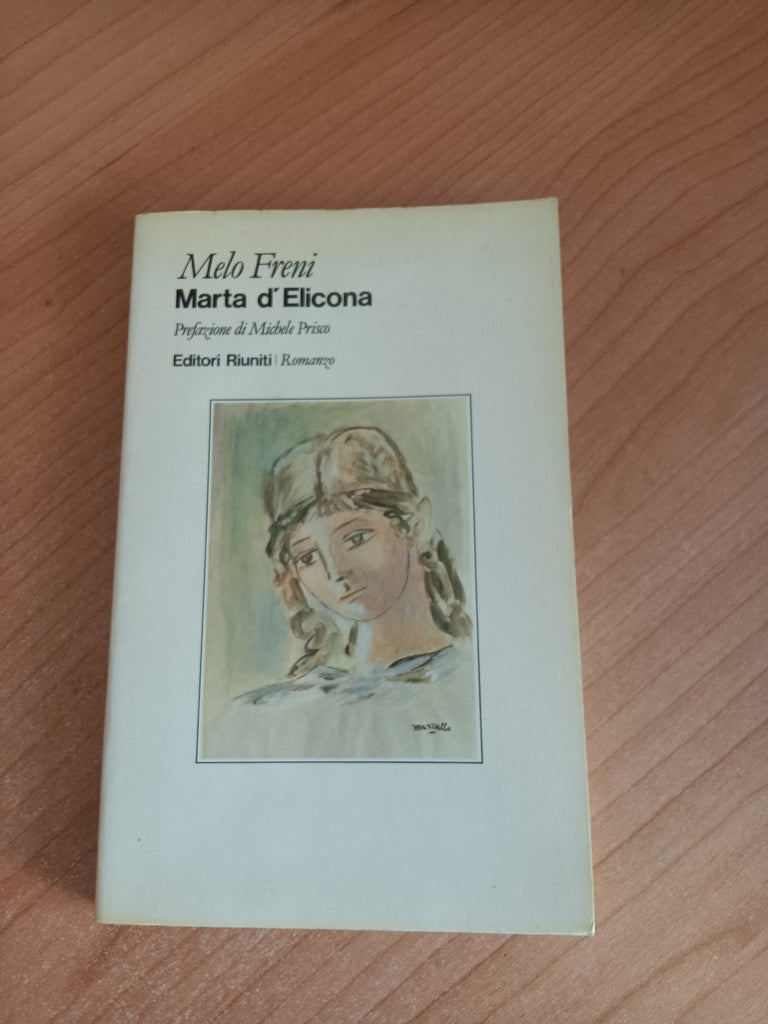 Melo Freni
Marta d'Elicona
Prefazione di Michele Prisco
Editori Riuniti | Romanzo